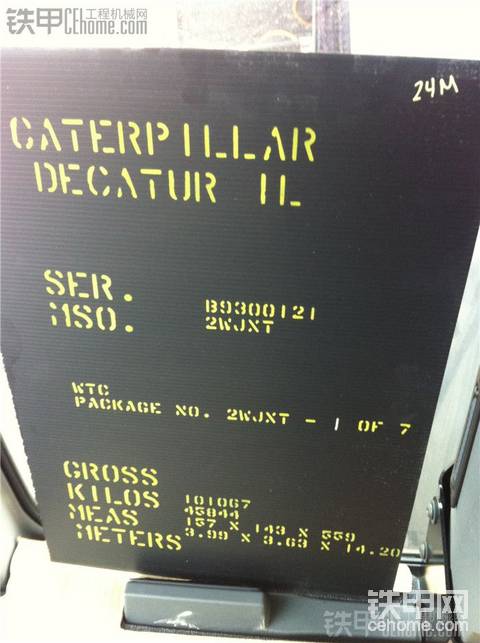 铁甲 工程机械网
CEhome.com
24M
CATERPILLAR
DECATUR IL
SER. B9300121
MSO. 2WJXT
WTC
PACKAGE NO. 2WJXT - 1 OF 7
GROSS 101067
KILOS 45844
MEAS 157 X 143 X 559
METERS 3.99 X 3.63 X 14.20
铁甲网
cehome.com